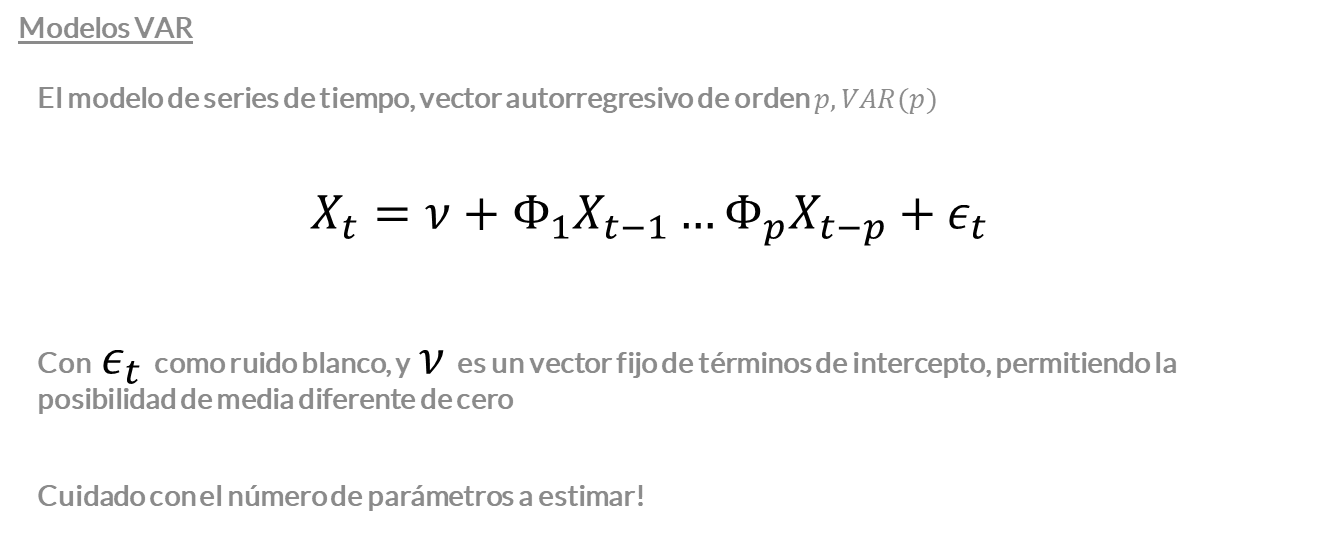 Modelos VAR
El modelo de series de tiempo, vector autorregresivo de orden p, VAR(p)
X_t = ν + Φ_1X_{t−1} … Φ_pX_{t−p} + ϵ_t
Con ϵ_t como ruido blanco, y ν es un vector fijo de términos de intercepto, permitiendo la
posibilidad de media diferente de cero
Cuidado con el número de parámetros a estimar!